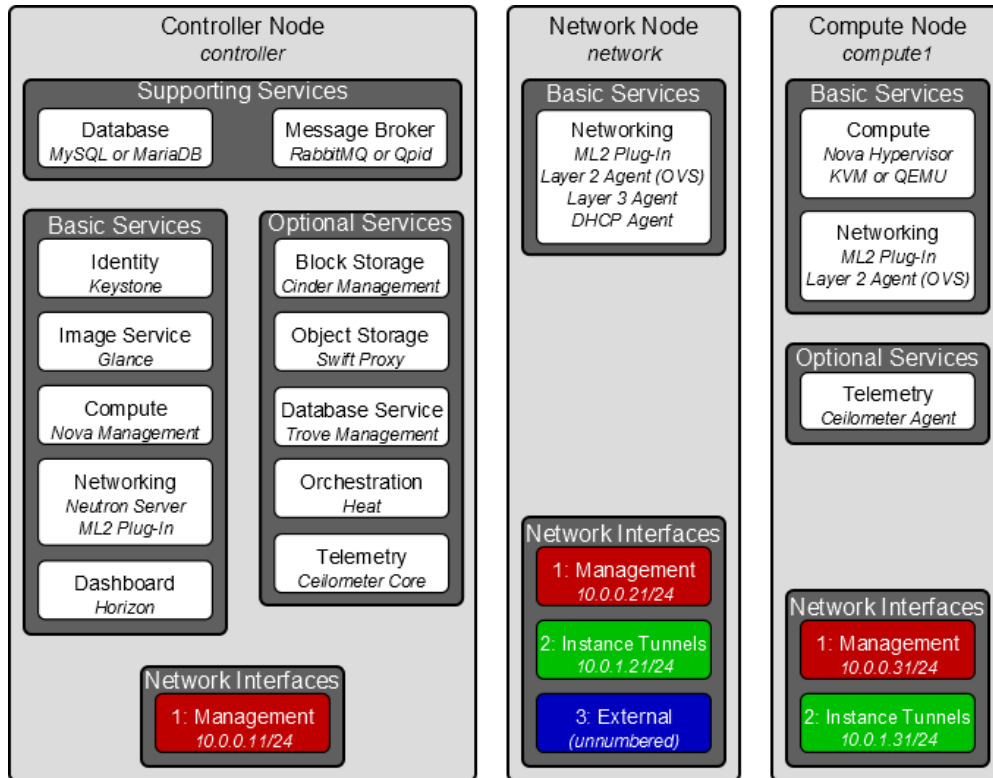 Controller Node
controller
Supporting Services
Database
MySQL or MariaDB
Message Broker
RabbitMQ or Qpid
Basic Services
Identity
Keystone
Image Service
Glance
Compute
Nova Management
Networking
Neutron Server
ML2 Plug-In
Dashboard
Horizon
Optional Services
Block Storage
Cinder Management
Object Storage
Swift Proxy
Database Service
Trove Management
Orchestration
Heat
Telemetry
Ceilometer Core
Network Interfaces
1: Management
10.0.0.11/24
Network Node
network
Basic Services
Networking
ML2 Plug-In
Layer 2 Agent (OVS)
Layer 3 Agent
DHCP Agent
Network Interfaces
1: Management
10.0.0.21/24
2: Instance Tunnels
10.0.1.21/24
3: External
(unnumbered)
Compute Node
compute1
Basic Services
Compute
Nova Hypervisor
KVM or QEMU
Networking
ML2 Plug-In
Layer 2 Agent (OVS)
Optional Services
Telemetry
Ceilometer Agent
Network Interfaces
1: Management
10.0.0.31/24
2: Instance Tunnels
10.0.1.31/24